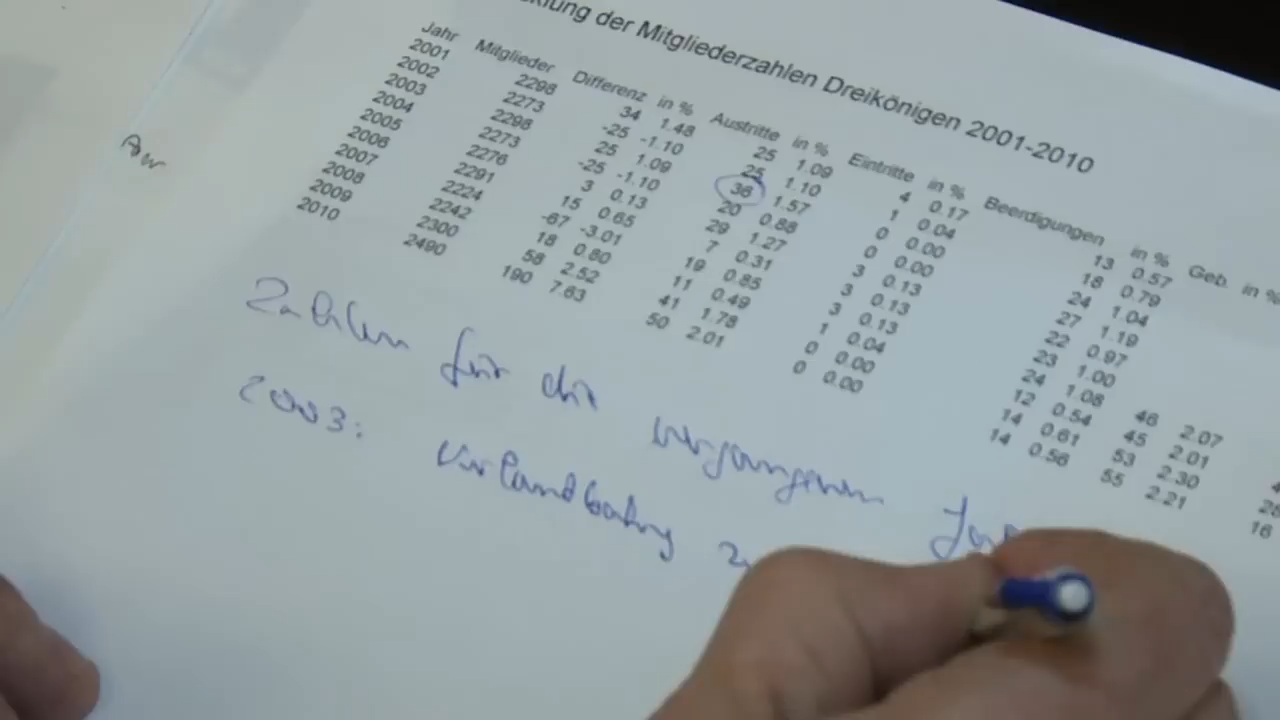 der Mitgliederzahlen Dreikönigen 2001-2010
Jahr Mitglieder Differenz in % Austritte in % Eintritte in % Beerdigungen in % Geb. in %
2001 2298 34 1.48 25 1.09 4 0.17 13 0.57
2002 2273 -25 -1.10 25 1.10 1 0.04 18 0.79
2003 2298 25 1.09 36 1.57 0 0.00 24 1.04
2004 2273 -25 -1.10 20 0.88 0 0.00 27 1.19
2005 2276 3 0.13 29 1.27 3 0.13 22 0.97
2006 2291 15 0.65 7 0.31 3 0.13 23 1.00
2007 2224 -67 -3.01 19 0.85 3 0.13 24 1.08 46 2.07
2008 2242 18 0.80 11 0.49 1 0.04 12 0.54 45 2.01
2009 2300 58 2.52 41 1.78 0 0.00 14 0.61 53 2.30
2010 2490 190 7.63 50 2.01 0 0.00 14 0.56 55 2.21 16
Zahlen für die vergangenen
2003: